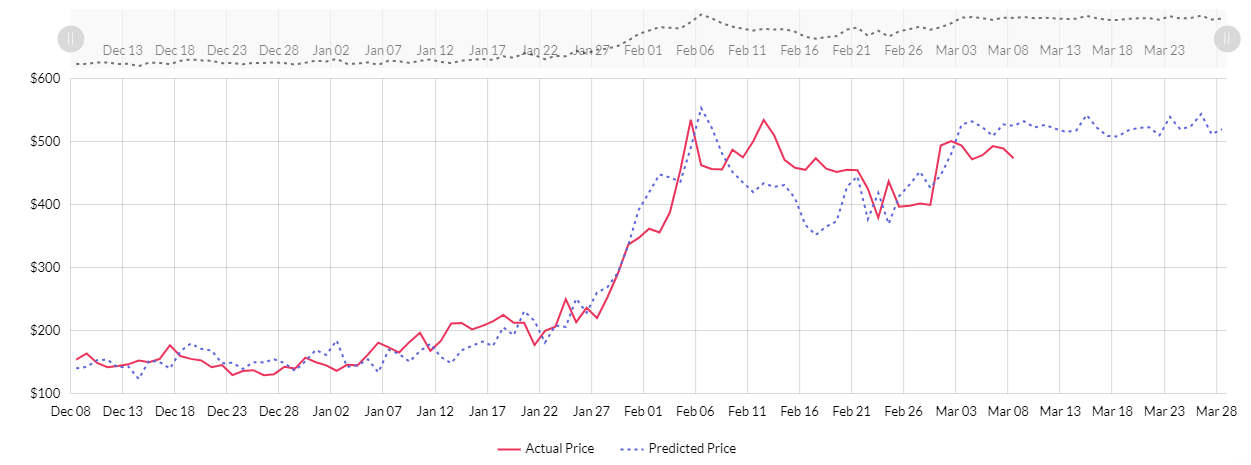 Dec 13 Dec 18 Dec 23 Dec 28 Jan 02 Jan 07 Jan 12 Jan 17 Jan 22 Jan 27 Feb 01 Feb 06 Feb 11 Feb 16 Feb 21 Feb 26 Mar 03 Mar 08 Mar 13 Mar 18 Mar 23
$600
$500
$400
$300
$200
$100
Dec 08 Dec 13 Dec 18 Dec 23 Dec 28 Jan 02 Jan 07 Jan 12 Jan 17 Jan 22 Jan 27 Feb 01 Feb 06 Feb 11 Feb 16 Feb 21 Feb 26 Mar 03 Mar 08 Mar 13 Mar 18 Mar 23 Mar 28
Actual Price Predicted Price